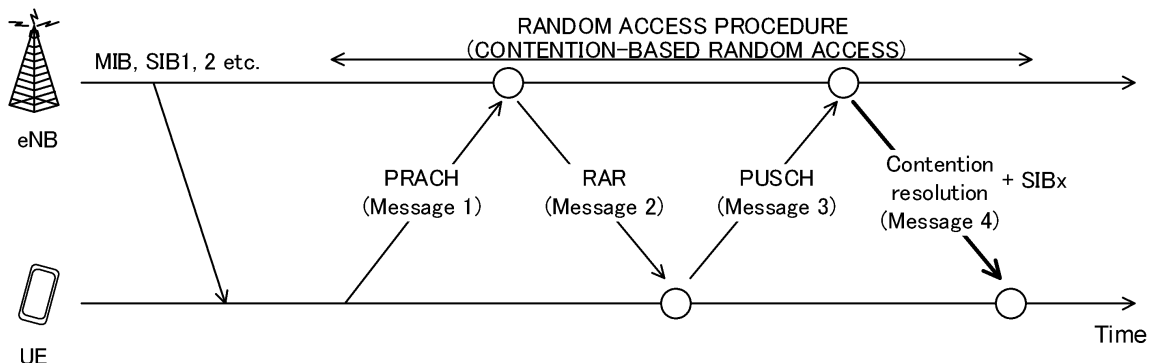 RANDOM ACCESS PROCEDURE
(CONTENTION-BASED RANDOM ACCESS)
MIB, SIB1, 2 etc.
eNB
PRACH
(Message 1)
RAR
(Message 2)
PUSCH
(Message 3)
Contention
resolution
(Message 4)
+ SIBx
UE
Time